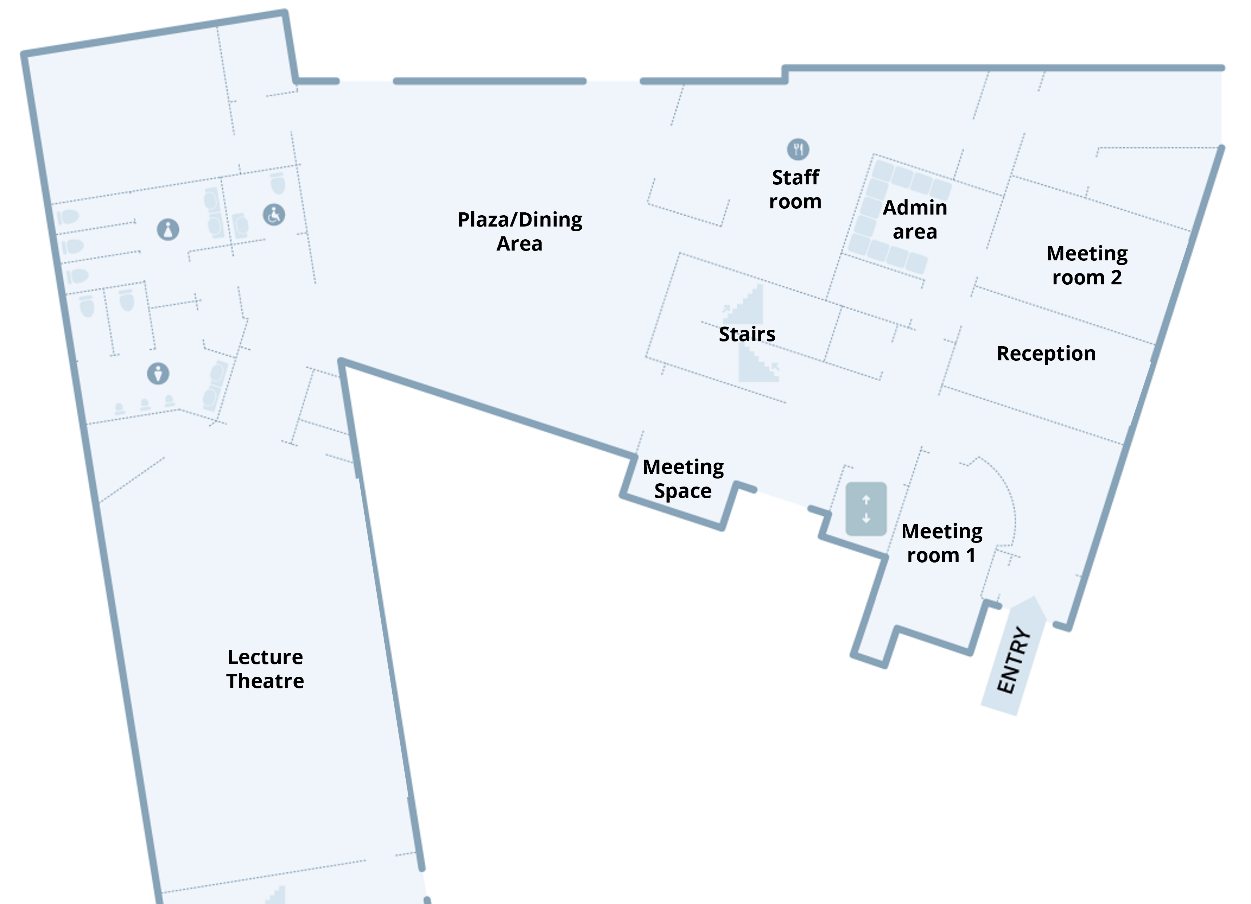 Staff
room
Admin
area
Plaza/Dining
Area
Meeting
room 2
Stairs
Reception
Meeting
Space
Meeting
room 1
ENTRY
Lecture
Theatre